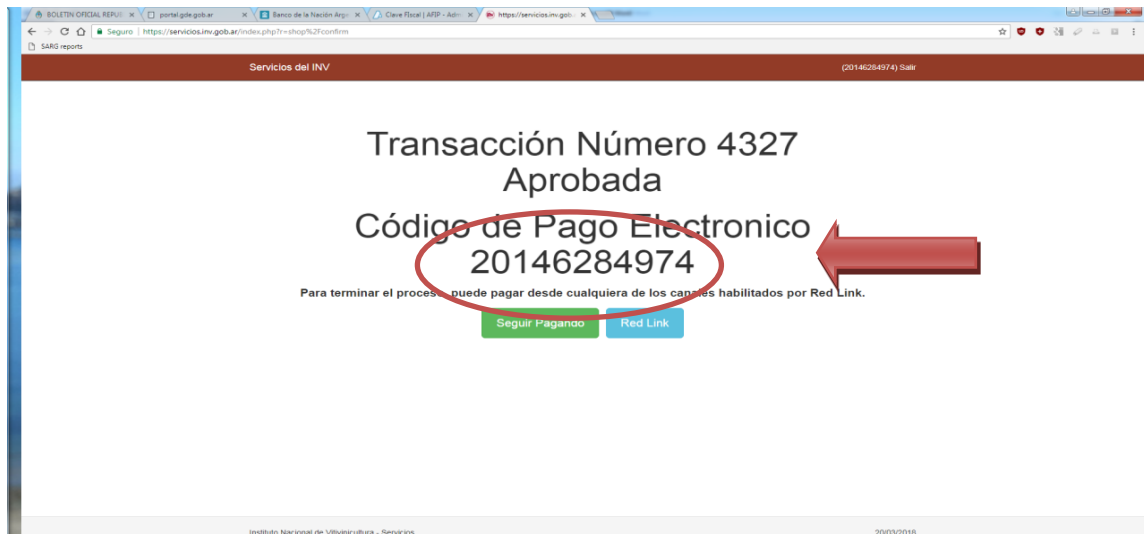 BOLETIN OFICIAL REPU
portal.gde.gob.ar
Banco de la Nación Arge
Clave Fiscal | AFIP - Adm
https://servicios.inv.gob.
Seguro
https://servicios.inv.gob.ar/index.php?r=shop%2Fconfirm
SARG reports
Servicios del INV
(20146284974) Salir
Transacción Número 4327
Aprobada
Código de Pago Electronico
20146284974
Para terminar el proceso, puede pagar desde cualquiera de los canales habilitados por Red Link.
Seguir Pagando
Red Link
Instituto Nacional de Vitivinicultura - Servicios
20/03/2018